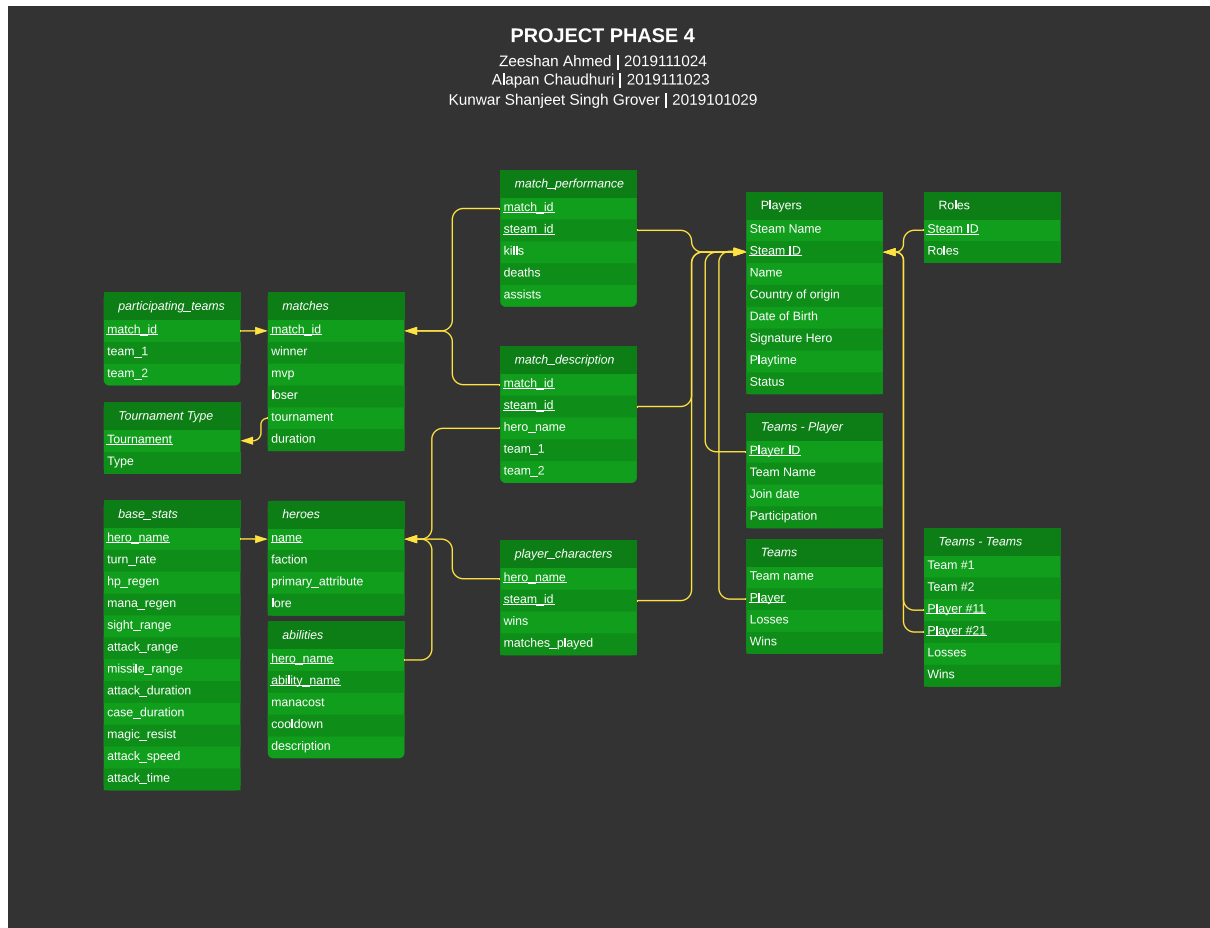 PROJECT PHASE 4
Zeeshan Ahmed | 2019111024
Alapan Chaudhuri | 2019111023
Kunwar Shanjeet Singh Grover | 2019101029
participating_teams
match_id
team_1
team_2
Tournament Type
Tournament
Type
base_stats
hero_name
turn_rate
hp_regen
mana_regen
sight_range
attack_range
missile_range
attack_duration
case_duration
magic_resist
attack_speed
attack_time
matches
match_id
winner
mvp
loser
tournament
duration
heroes
name
faction
primary_attribute
lore
abilities
hero_name
ability_name
manacost
cooldown
description
match_performance
match_id
steam_id
kills
deaths
assists
match_description
match_id
steam_id
hero_name
team_1
team_2
player_characters
hero_name
steam_id
wins
matches_played
Players
Steam Name
Steam ID
Name
Country of origin
Date of Birth
Signature Hero
Playtime
Status
Teams - Player
Player ID
Team Name
Join date
Participation
Teams
Team name
Player
Losses
Wins
Roles
Steam ID
Roles
Teams - Teams
Team #1
Team #2
Player #11
Player #21
Losses
Wins